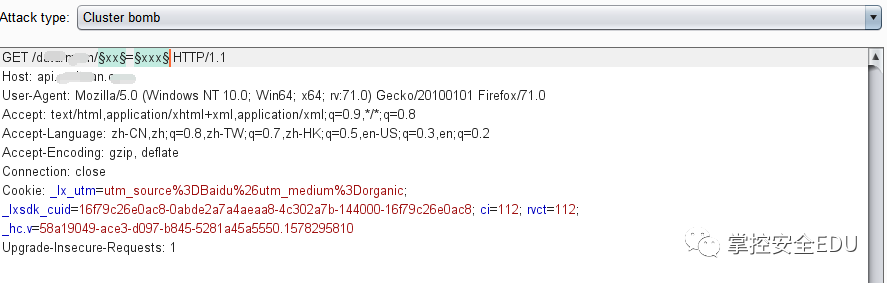 Attack type: Cluster bomb
GET /da /§xx§=§xxx§ HTTP/1.1
Host: api.
User-Agent: Mozilla/5.0 (Windows NT 10.0; Win64; x64; rv:71.0) Gecko/20100101 Firefox/71.0
Accept: text/html,application/xhtml+xml,application/xml;q=0.9,*/*;q=0.8
Accept-Language: zh-CN,zh;q=0.8,zh-TW;q=0.7,zh-HK;q=0.5,en-US;q=0.3,en;q=0.2
Accept-Encoding: gzip, deflate
Connection: close
Cookie: _lx_utm=utm_source%3DBaidu%26utm_medium%3Dorganic;
_lxsdk_cuid=16f79c26e0ac8-0abde2a7a4aeaa8-4c302a7b-144000-16f79c26e0ac8; ci=112; rvct=112;
_hc.v=58a19049-ace3-d097-b845-5281a45a5550.1578295810
Upgrade-Insecure-Requests: 1
掌控安全EDU